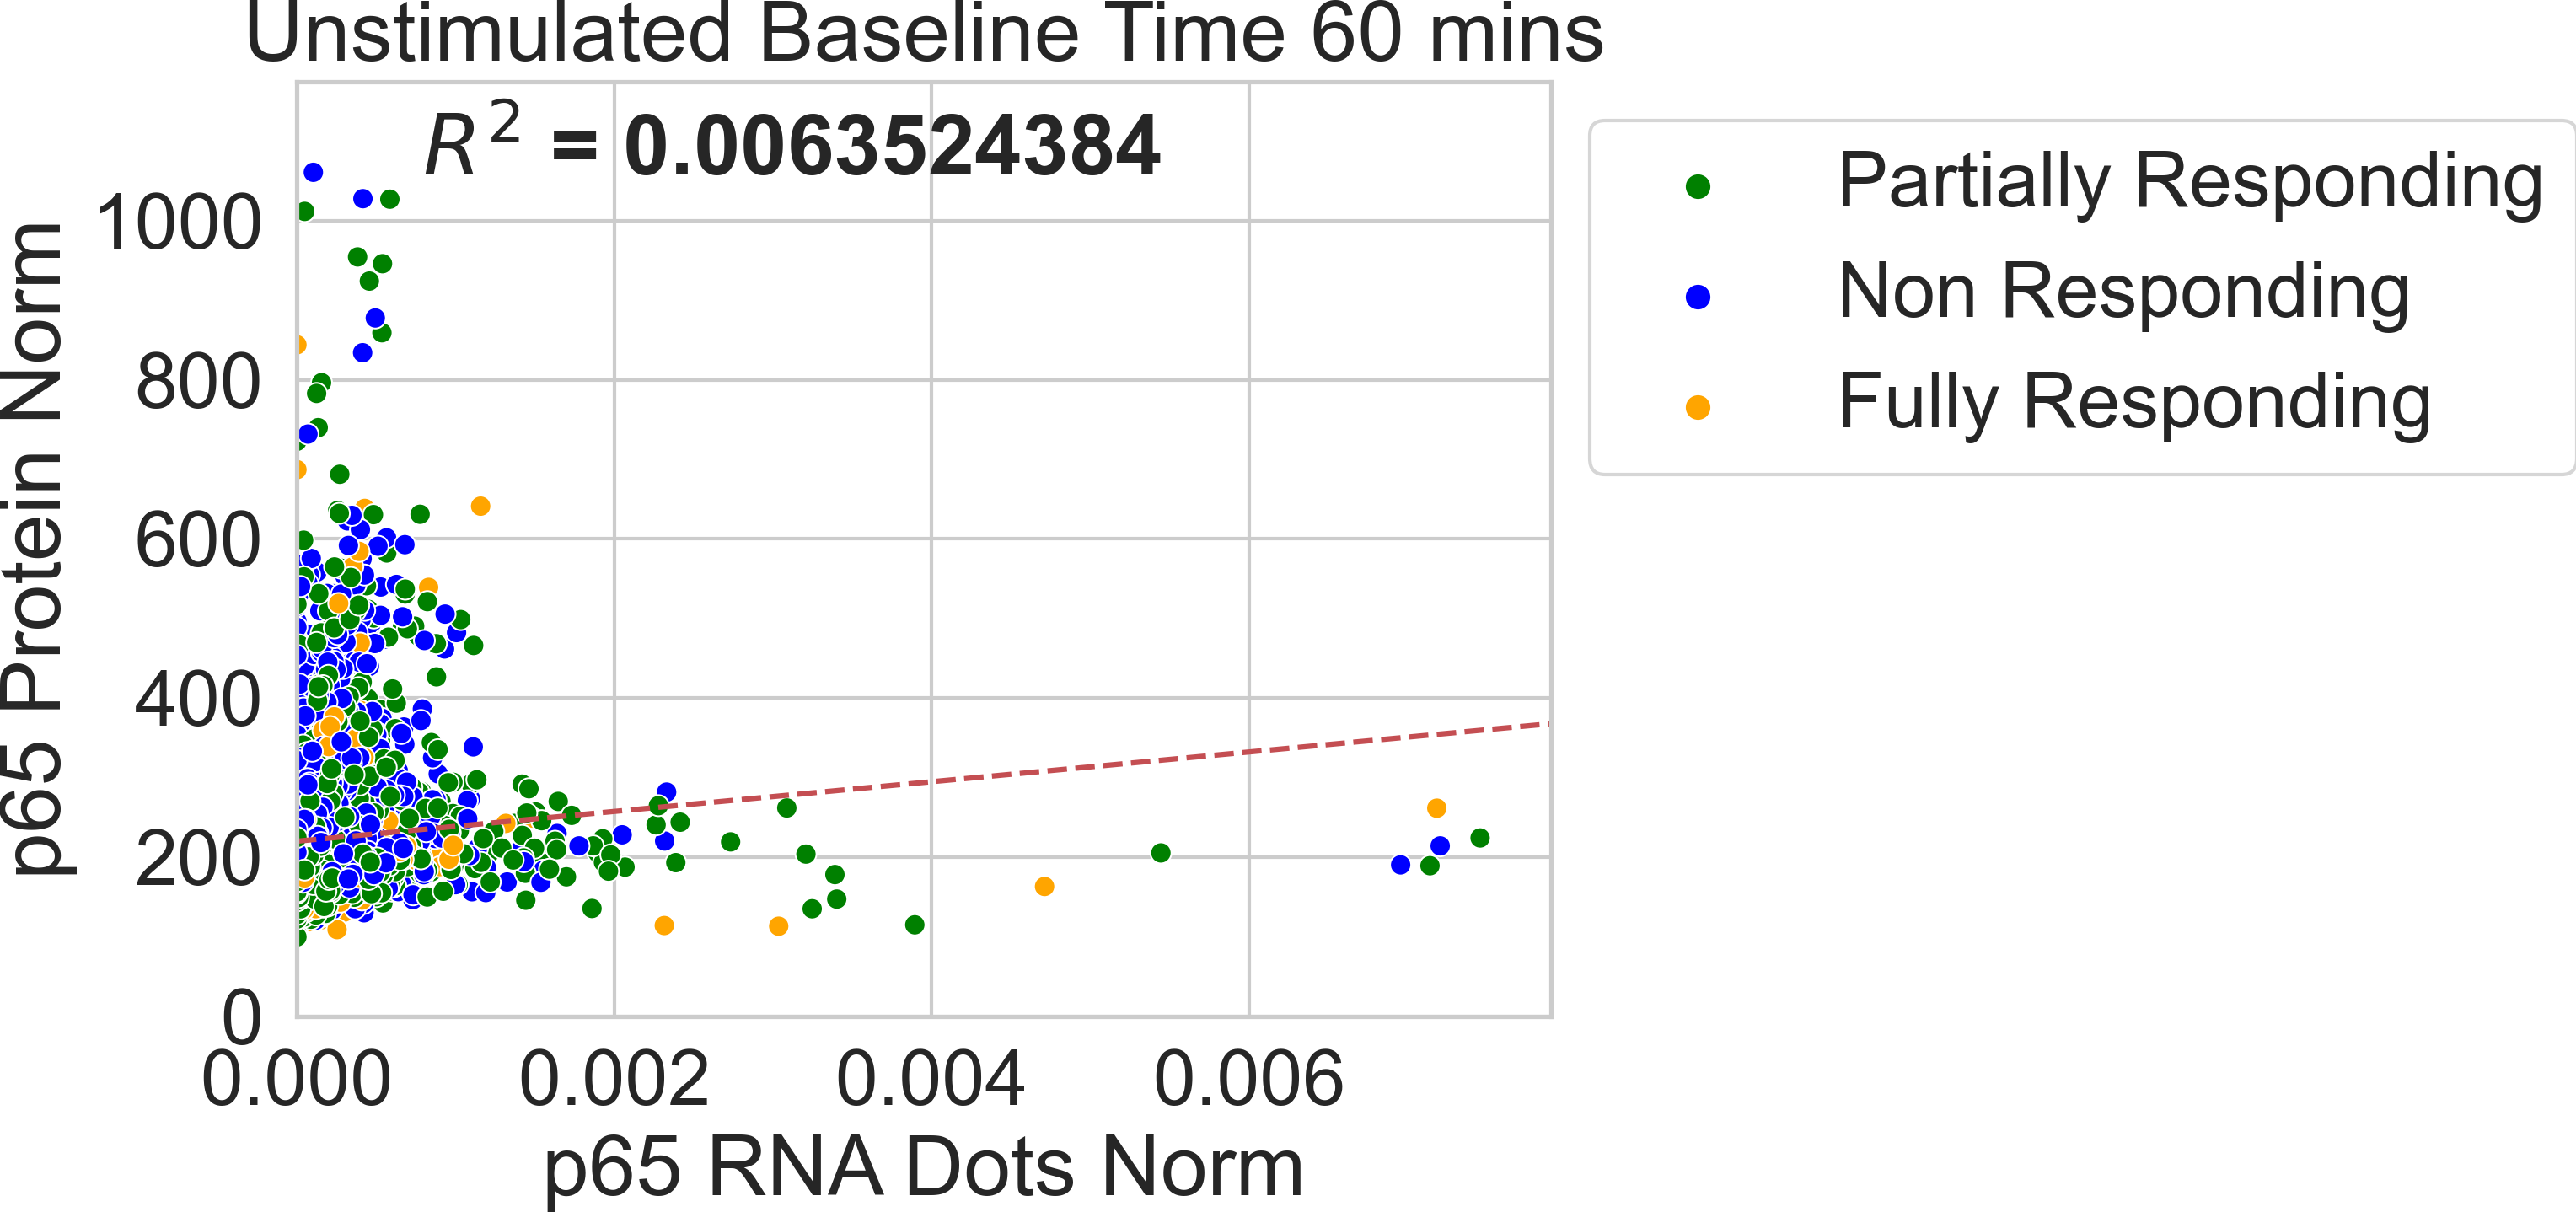 Unstimulated Baseline Time 60 mins
R² = 0.0063524384
Partially Responding
Non Responding
Fully Responding
p65 Protein Norm
1000
800
600
400
200
0
0.000 0.002 0.004 0.006
p65 RNA Dots Norm